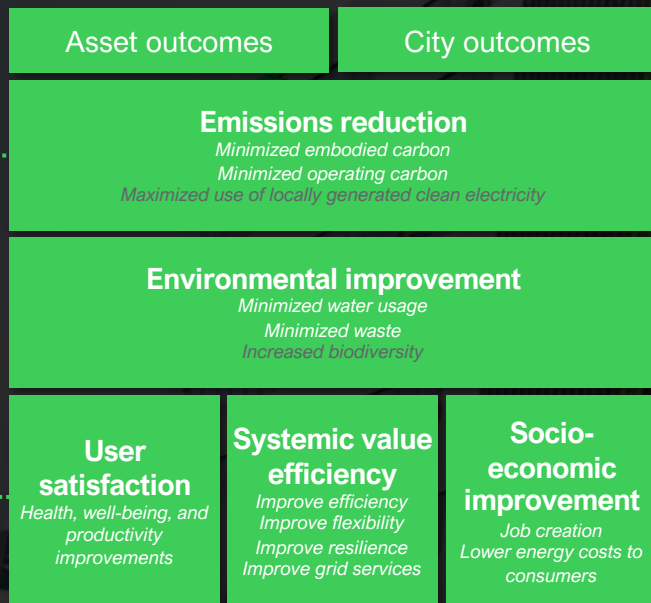 Asset outcomes
City outcomes
Emissions reduction
Minimized embodied carbon
Minimized operating carbon
Maximized use of locally generated clean electricity
Environmental improvement
Minimized water usage
Minimized waste
Increased biodiversity
User
satisfaction
Health, well-being, and
productivity
improvements
Systemic value
efficiency
Improve efficiency
Improve flexibility
Improve resilience
Improve grid services
Socio-
economic
improvement
Job creation
Lower energy costs to
consumers